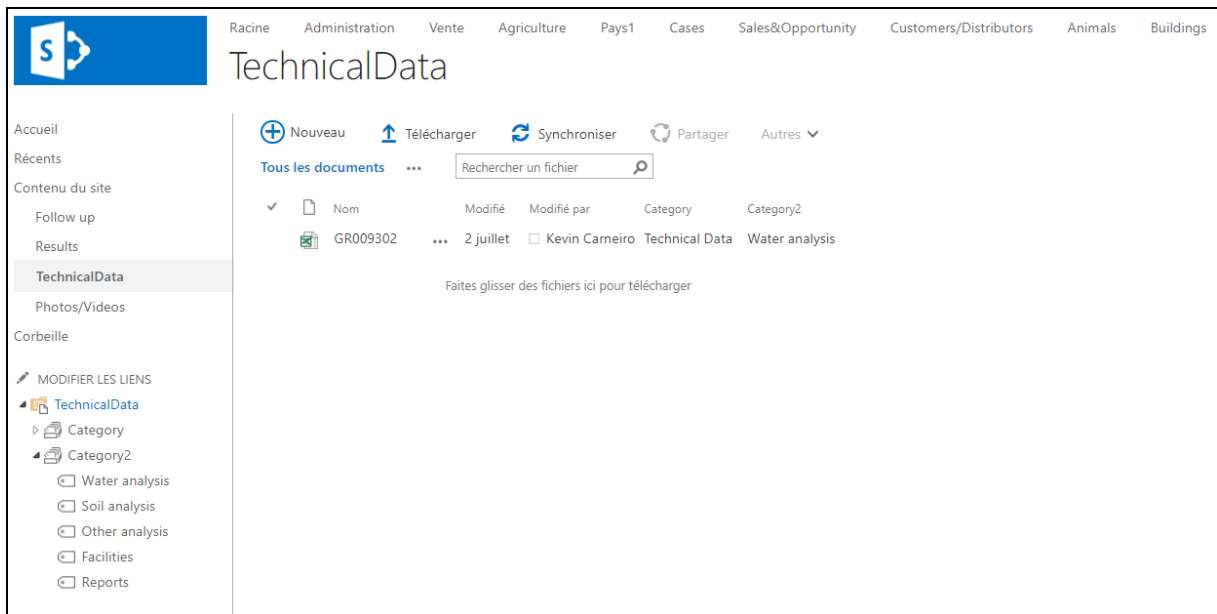 Racine Administration Vente Agriculture Pays1 Cases Sales&Opportunity Customers/Distributors Animals Buildings
S
TechnicalData
Accueil
Récents
Contenu du site
Follow up
Results
TechnicalData
Photos/Videos
Corbeille
MODIFIER LES LIENS
TechnicalData
Category
Category2
Water analysis
Soil analysis
Other analysis
Facilities
Reports
Nouveau Télécharger Synchroniser Partager Autres
Tous les documents ... Rechercher un fichier
Nom Modifié Modifié par Category Category2
GR009302 ... 2 juillet Kevin Carneiro Technical Data Water analysis
Faites glisser des fichiers ici pour télécharger